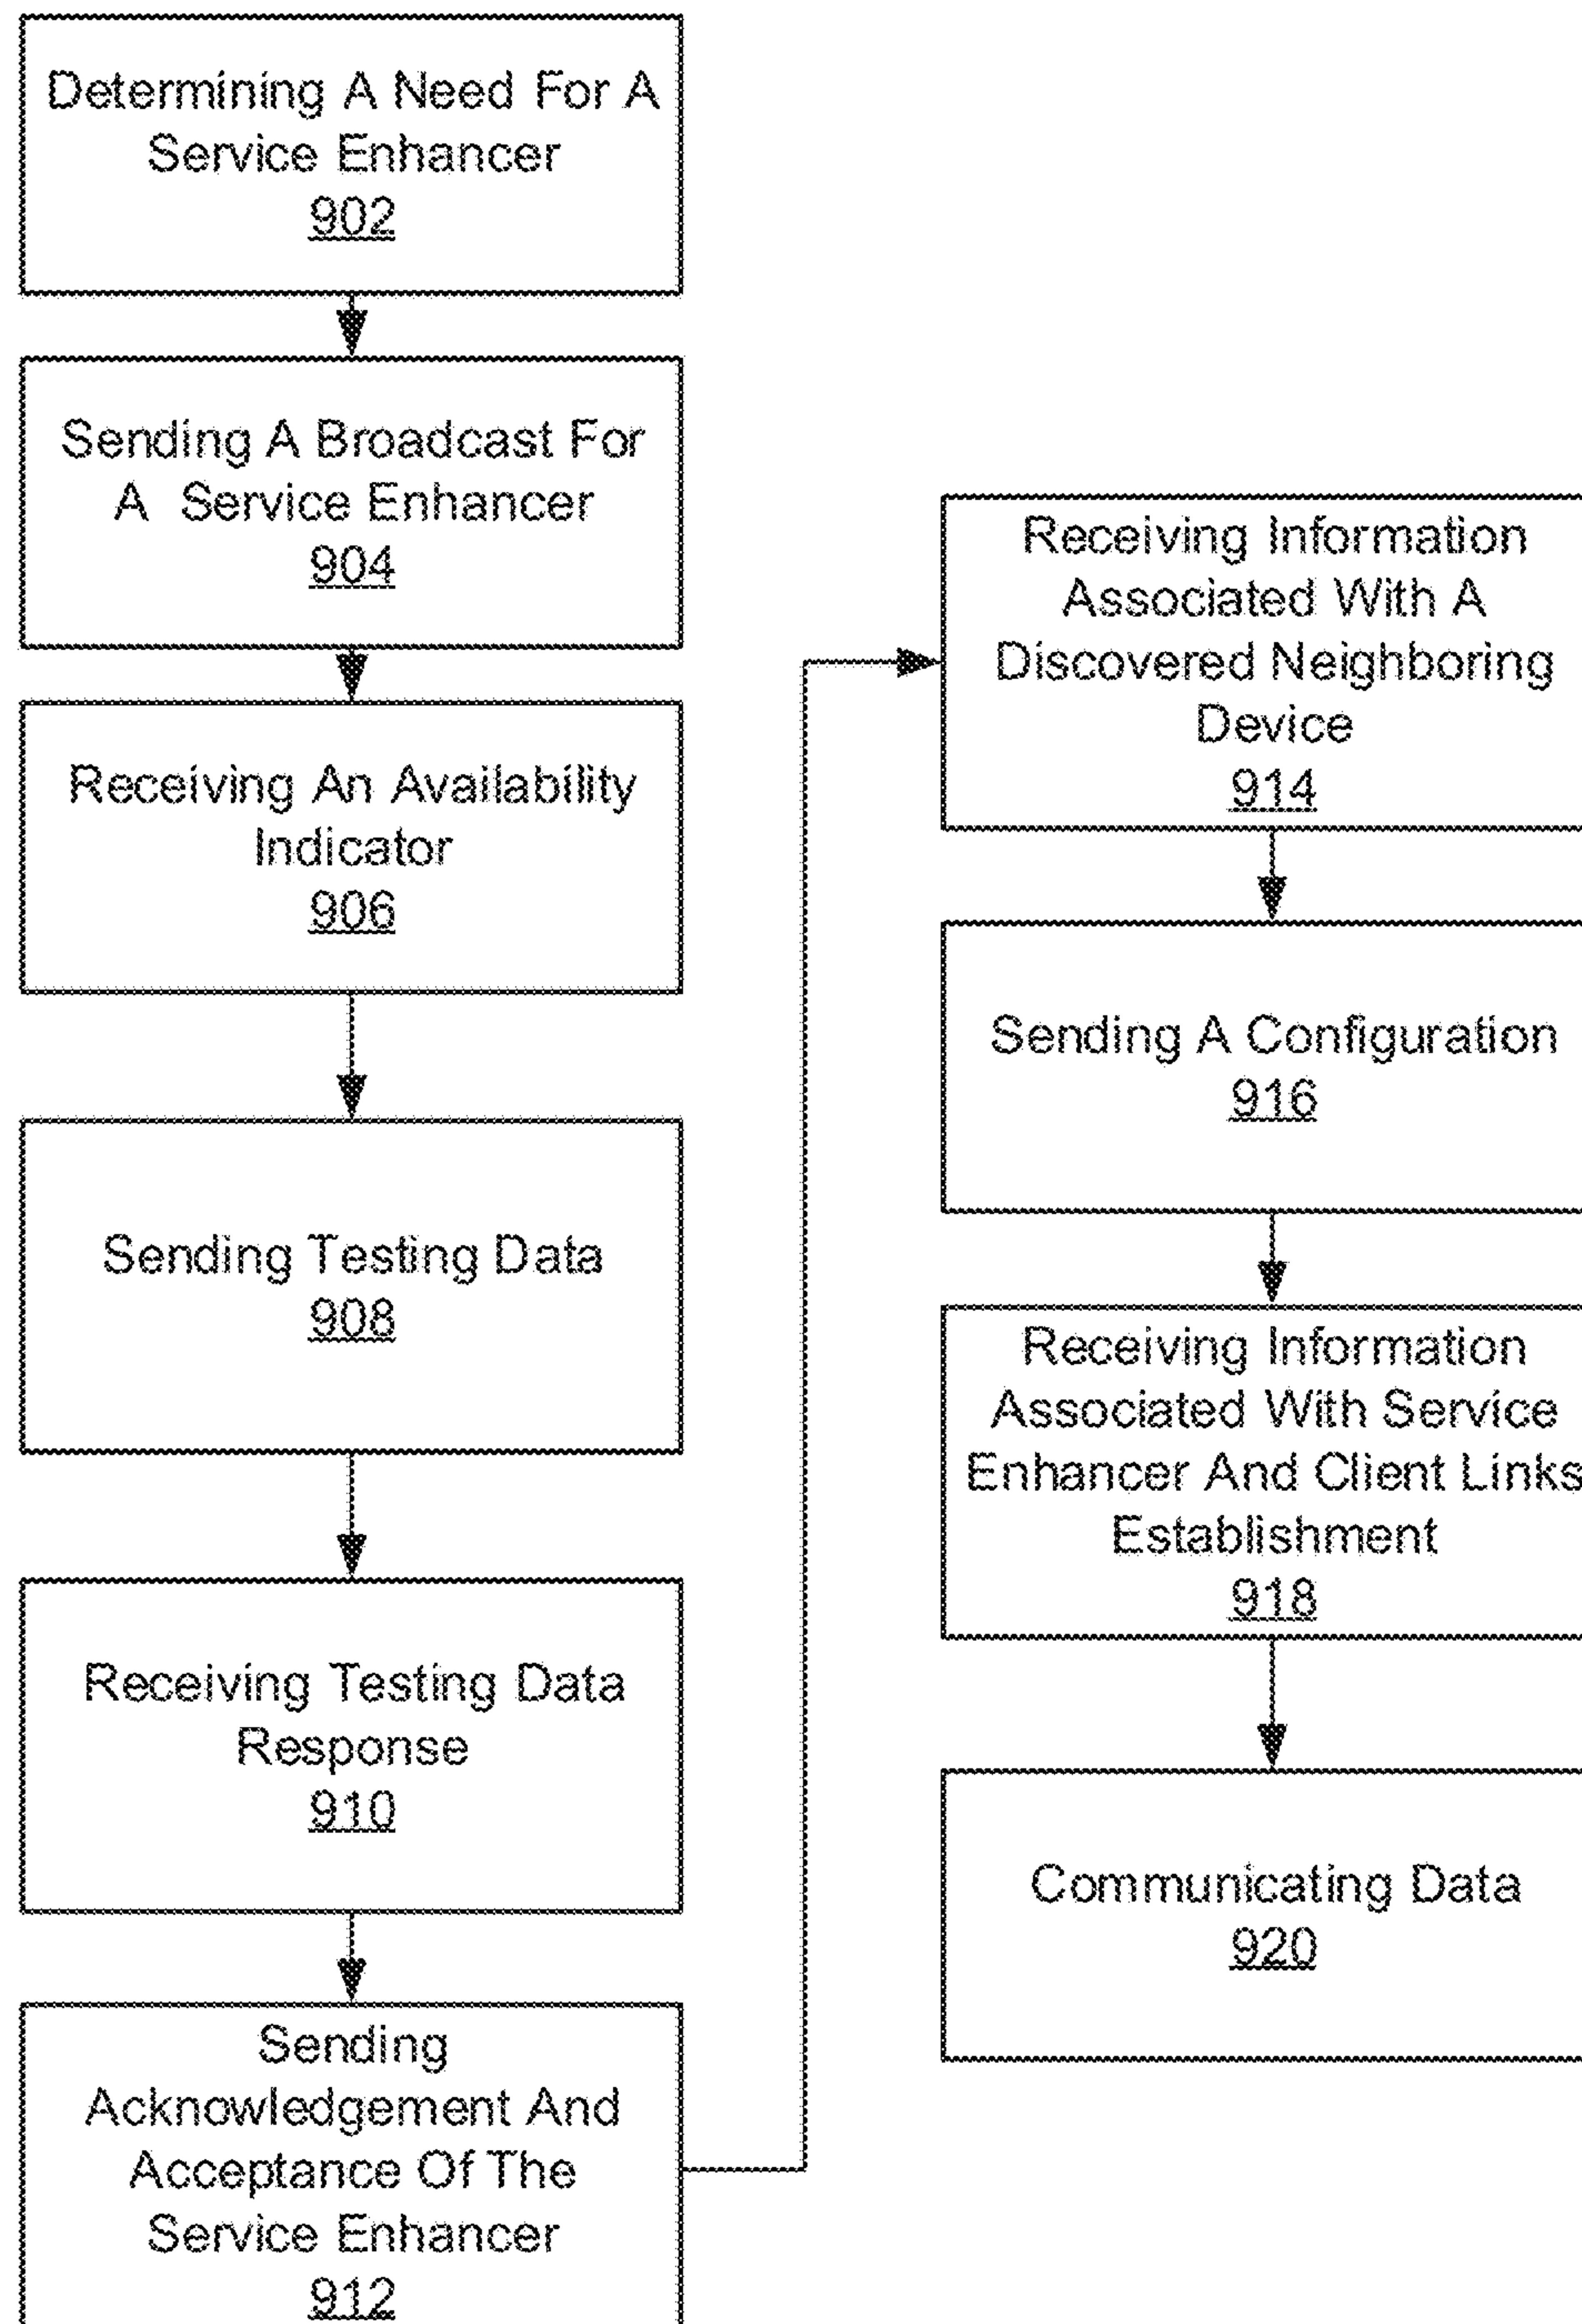 Determining A Need For A
Service Enhancer
902
Sending A Broadcast For
A Service Enhancer
904
Receiving An Availability
Indicator
906
Sending Testing Data
908
Receiving Testing Data
Response
910
Sending
Acknowledgement And
Acceptance Of The
Service Enhancer
912
Receiving Information
Associated With A
Discovered Neighboring
Device
914
Sending A Configuration
916
Receiving Information
Associated With Service
Enhancer And Client Links
Establishment
918
Communicating Data
920